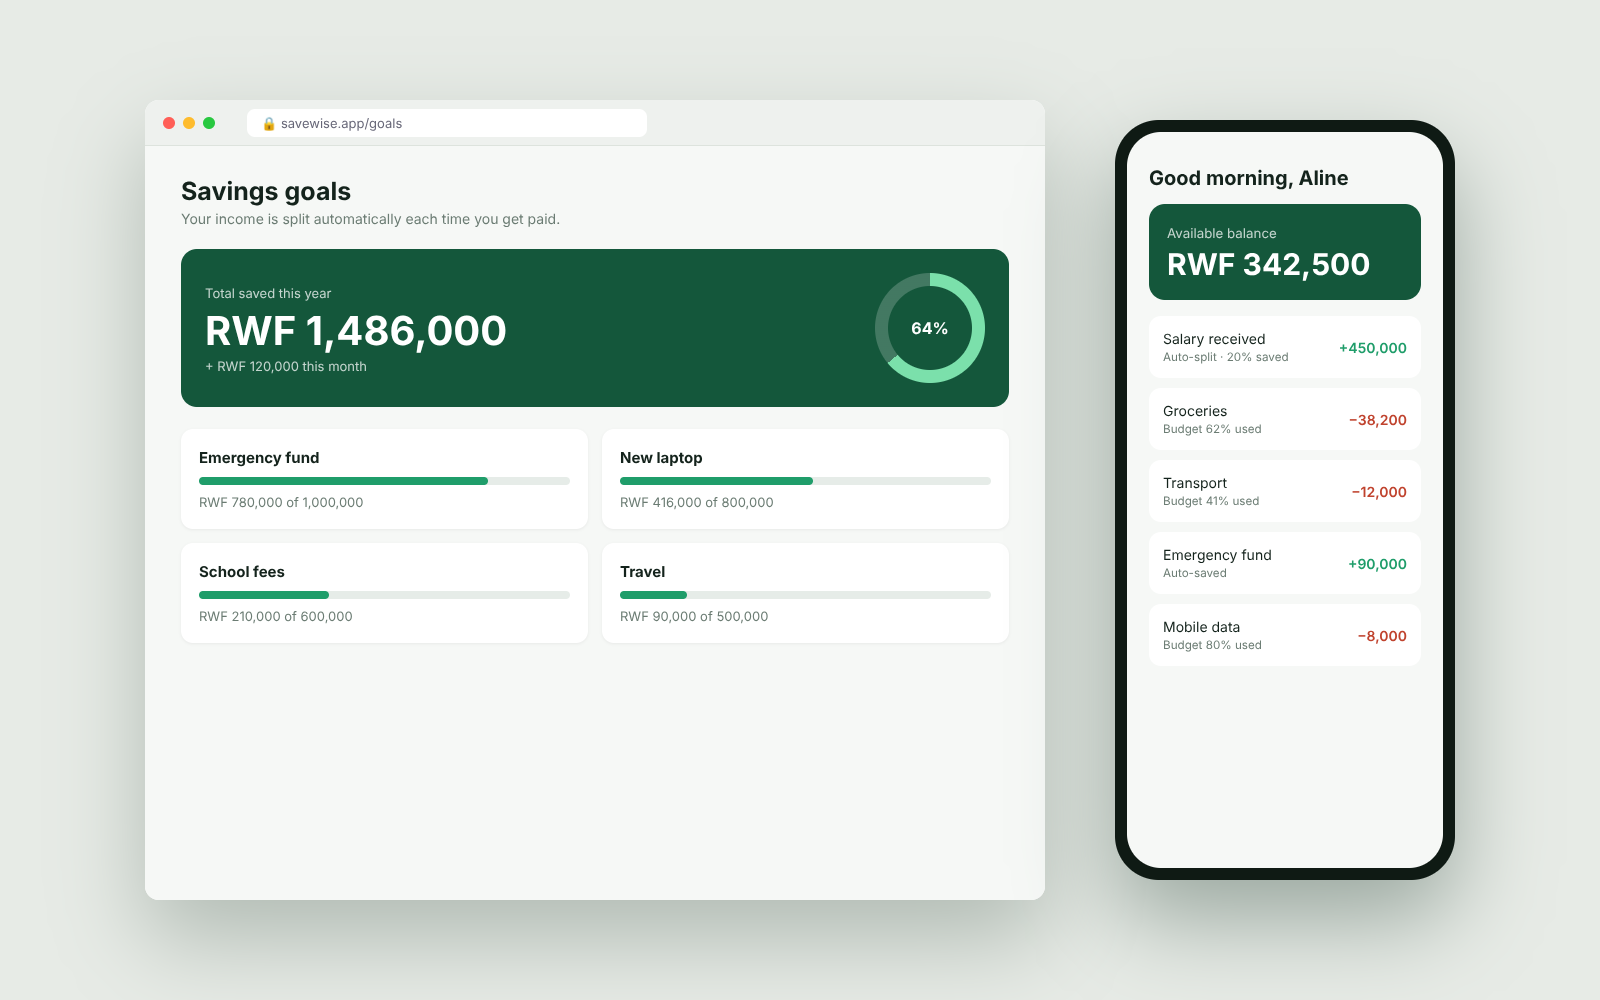 🔒 savewise.app/goals
Savings goals
Your income is split automatically each time you get paid.
Total saved this year
RWF 1,486,000
+ RWF 120,000 this month
64%
Emergency fund
RWF 780,000 of 1,000,000
New laptop
RWF 416,000 of 800,000
School fees
RWF 210,000 of 600,000
Travel
RWF 90,000 of 500,000
Good morning, Aline
Available balance
RWF 342,500
Salary received
Auto-split · 20% saved
+450,000
Groceries
Budget 62% used
−38,200
Transport
Budget 41% used
−12,000
Emergency fund
Auto-saved
+90,000
Mobile data
Budget 80% used
−8,000